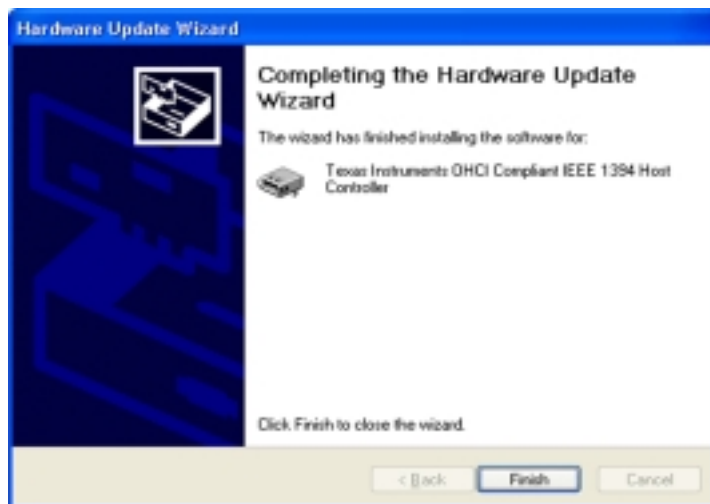 Hardware Update Wizard
Completing the Hardware Update
Wizard
The wizard has finished installing the software for:
Texas Instruments OHCI Compliant IEEE 1394 Host
Controller
Click Finish to close the wizard.
< Back Finish Cancel